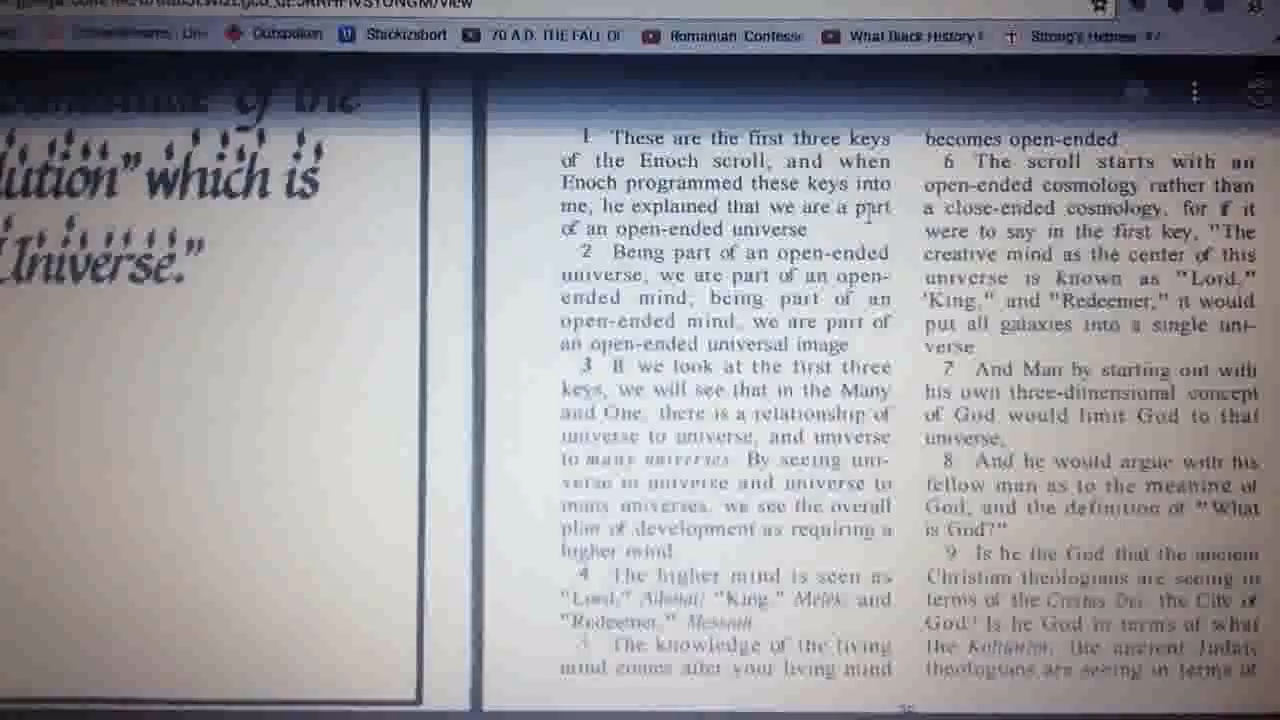 Outspoken
Stackizshort
70 A.D. THE FALL OF
Romanian Confessi
What Black History
Strong's Hebrew
of the
lution" which is
Universe."
1 These are the first three keys
of the Enoch scroll, and when
Enoch programmed these keys into
me, he explained that we are a part
of an open-ended universe
2 Being part of an open-ended
universe, we are part of an open-
ended mind, being part of an
open-ended mind, we are part of
an open-ended universal image
3 If we look at the first three
keys, we will see that in the Many
and One, there is a relationship of
universe to universe, and universe
to many universes. By seeing uni-
verse to universe and universe to
many universes, we see the overall
plan of development as requiring a
higher mind
4 The higher mind is seen as
"Lord," Adonai; "King," Melek; and
"Redeemer," Messiah
5 The knowledge of the living
mind comes after your living mind
becomes open-ended
6 The scroll starts with an
open-ended cosmology rather than
a close-ended cosmology, for if it
were to say in the first key, "The
creative mind as the center of this
universe is known as "Lord,"
"King," and "Redeemer," it would
put all galaxies into a single uni-
verse
7 And Man by starting out with
his own three-dimensional concept
of God would limit God to that
universe,
8 And he would argue with his
fellow man as to the meaning of
God, and the definition of "What
is God?"
9 Is he the God that the ancient
Christian theologians are seeing in
terms of the Civitas Dei, the City of
God? Is he God in terms of what
the the ancient Judaic
theologians are seeing in terms of